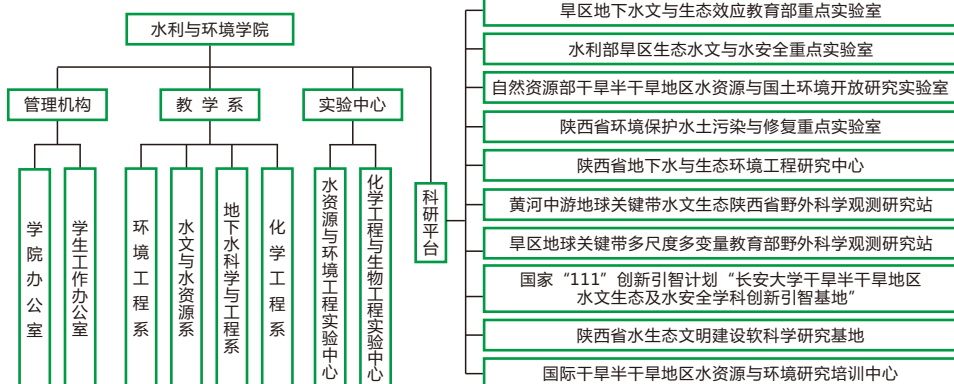 水利与环境学院
管理机构
教学系
实验中心
学院办公室
学生工作办公室
环境工程系
水文与水资源系
地下水科学与工程系
化学工程系
水资源与环境工程实验中心
化学工程与生物工程实验中心
科研平台
旱区地下水文与生态效应教育部重点实验室
水利部旱区生态水文与水安全重点实验室
自然资源部干旱半干旱地区水资源与国土环境开放研究实验室
陕西省环境保护水土污染与修复重点实验室
陕西省地下水与生态环境工程研究中心
黄河中游地球关键带水文生态陕西省野外科学观测研究站
旱区地球关键带多尺度多变量教育部野外科学观测研究站
国家“111”创新引智计划“长安大学干旱半干旱地区
水文生态及水安全学科创新引智基地”
陕西省水生态文明建设软科学研究基地
国际干旱半干旱地区水资源与环境研究培训中心